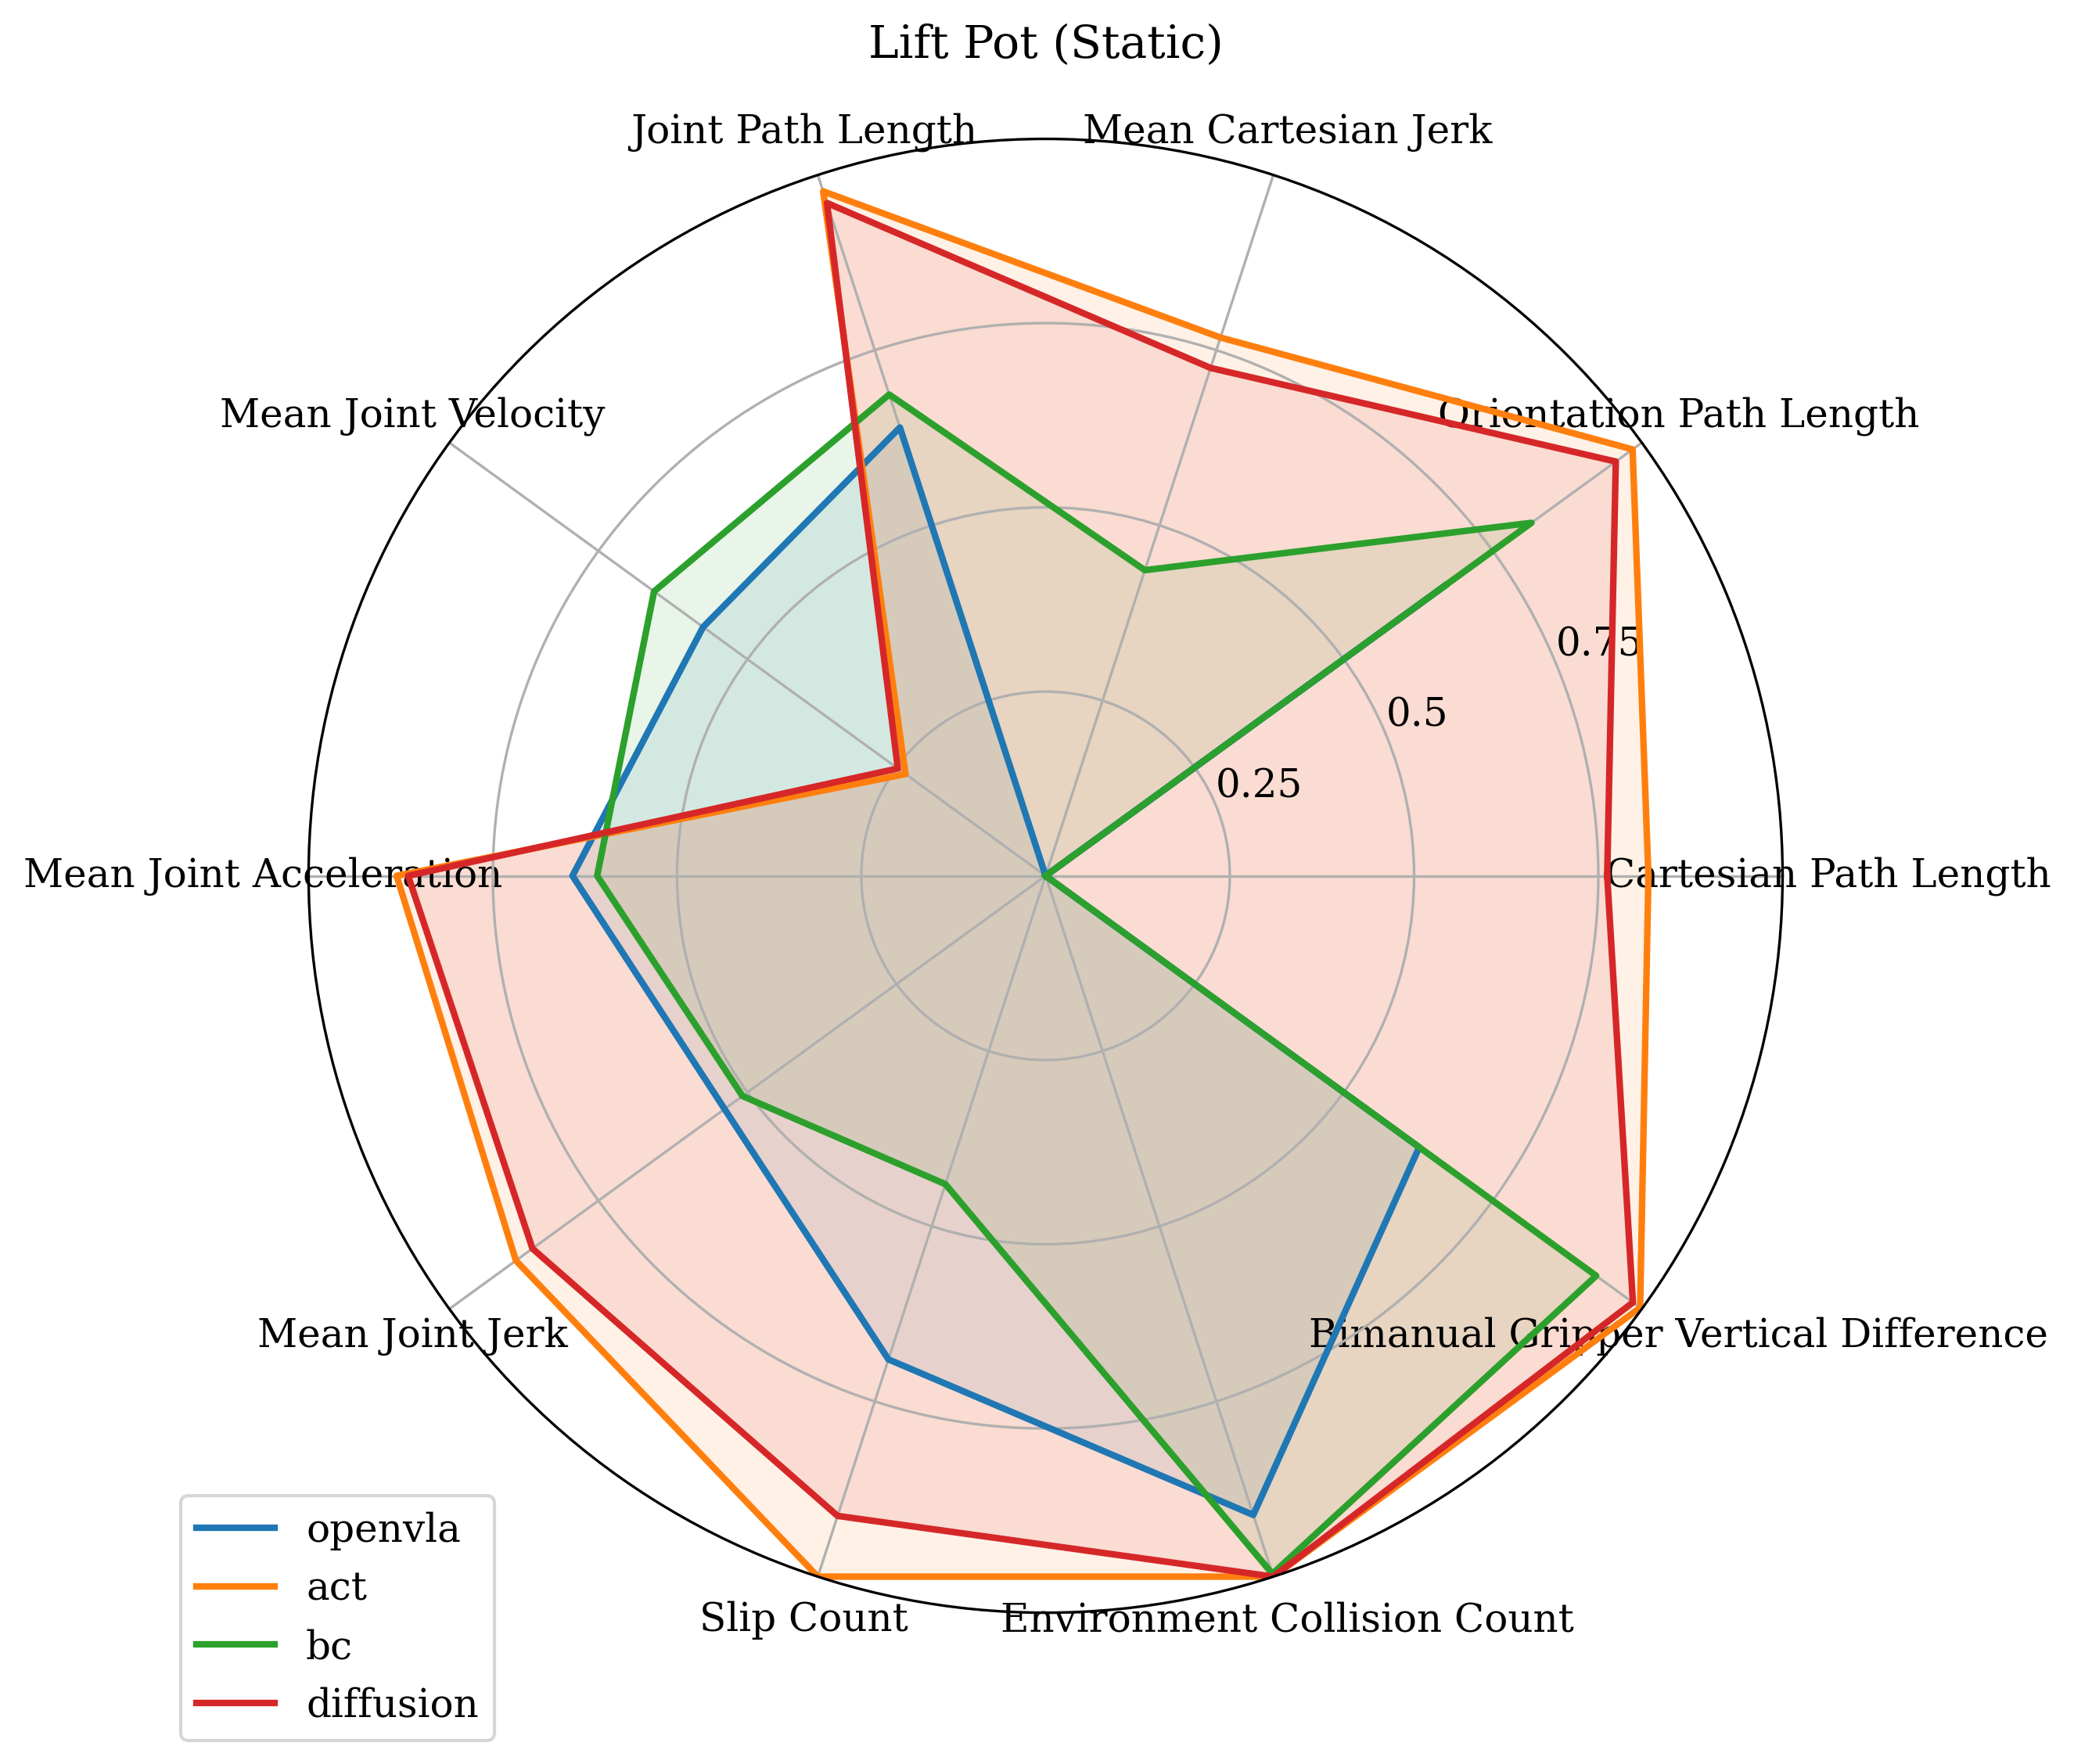 Lift Pot (Static)
Joint Path Length
Mean Cartesian Jerk
Mean Joint Velocity
Orientation Path Length
0.75
0.5
0.25
Mean Joint Acceleration
Cartesian Path Length
Mean Joint Jerk
Bimanual Gripper Vertical Difference
Slip Count
Environment Collision Count
openvla
act
bc
diffusion